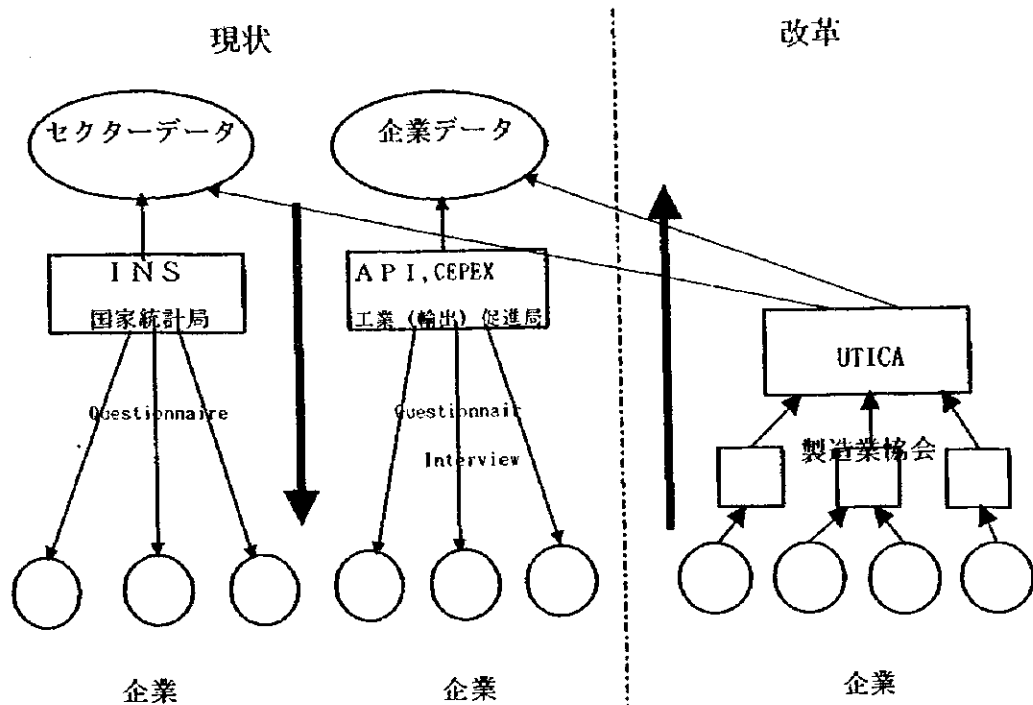 現状
改革
セクターデータ
企業データ
INS
国家統計局
API,CEPEX
工業（輸出）促進局
UTICA
Questionnaire
Questionnair
Interview
製造業協会
企業
企業
企業